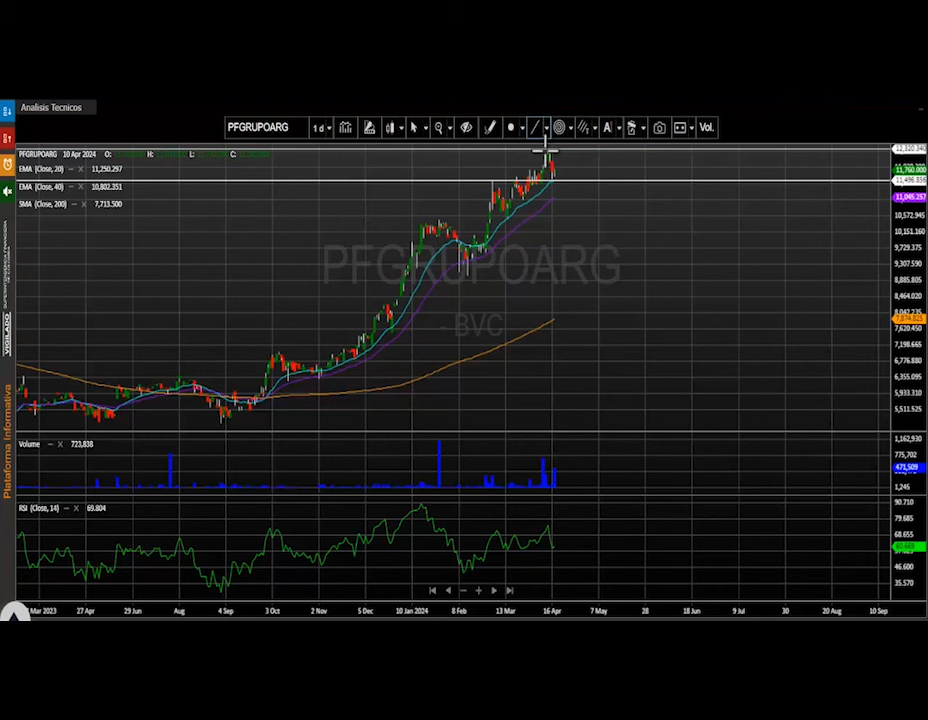 Analisis Tecnicos
PFGRUPOARG 1 d Vol.
PFGRUPOARG 10 Apr 2024 O: H: L: C:
EMA (Close, 20) 11,250.297
EMA (Close, 40) 10,802.351
SMA (Close, 200) 7,713.500
12,320.340
11,760.000
11,496.856
11,045.257
10,572.945
10,151.160
9,729.375
9,307.590
8,885.805
8,464.020
8,042.235
7,620.450
7,198.665
6,776.880
6,355.095
5,933.310
5,511.525
PFGRUPOARG
- BVC
VIGILADO
Plataforma Informativa
Volume 723,838
1,162,930
775,702
471,509
1,245
RSI (Close, 14) 69.804
90.710
79.685
68.655
46.600
35.570
Mar 2023 27 Apr 29 Jun Aug 4 Sep 3 Oct 2 Nov 5 Dec 10 Jan 2024 8 Feb 13 Mar 16 Apr 7 May 28 18 Jun 9 Jul 30 20 Aug 10 Sep